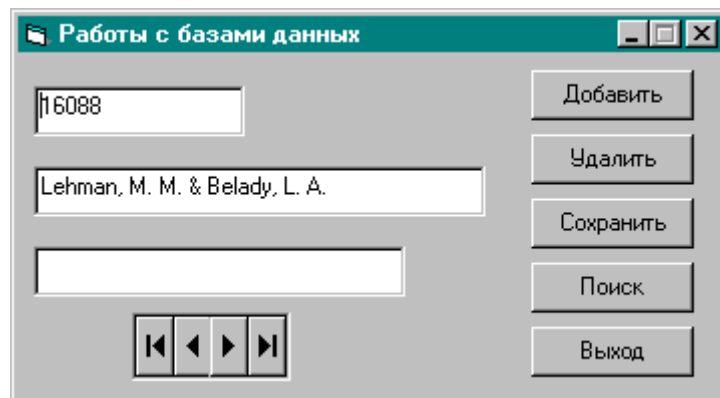 Работы с базами данных
16088
Добавить
Удалить
Lehman, M. M. & Belady, L. A.
Сохранить
Поиск
Выход